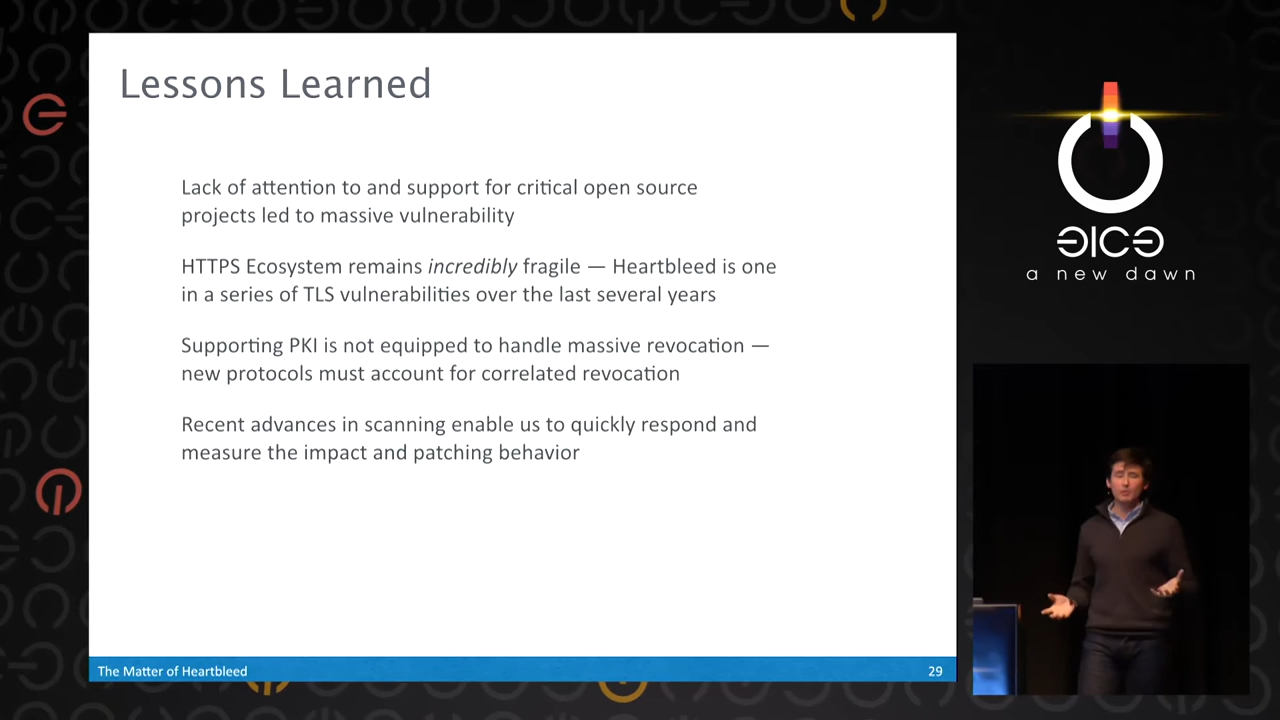 Lessons Learned
Lack of attention to and support for critical open source
projects led to massive vulnerability
HTTPS Ecosystem remains incredibly fragile — Heartbleed is one
in a series of TLS vulnerabilities over the last several years
Supporting PKI is not equipped to handle massive revocation —
new protocols must account for correlated revocation
Recent advances in scanning enable us to quickly respond and
measure the impact and patching behavior
The Matter of Heartbleed
29
a new dawn